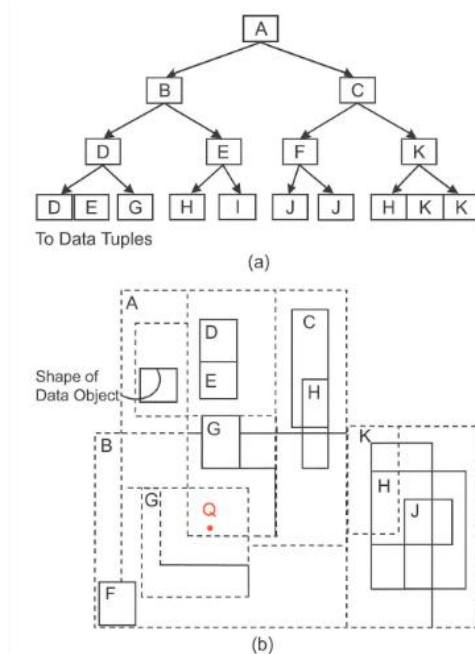 A
B C
D E F K
D E G H I J J H K K
To Data Tuples
(a)
A
D
C
E
H
Shape of
Data Object
G
B
K
G
Q
H
J
F
(b)